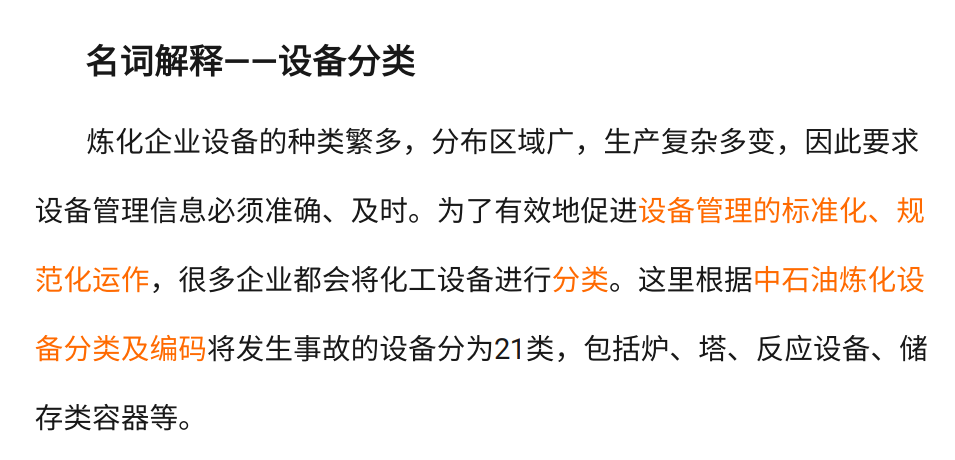 名词解释——设备分类
炼化企业设备的种类繁多，分布区域广，生产复杂多变，因此要求
设备管理信息必须准确、及时。为了有效地促进设备管理的标准化、规
范化运作，很多企业都会将化工设备进行分类。这里根据中石油炼化设
备分类及编码将发生事故的设备分为21类，包括炉、塔、反应设备、储
存类容器等。